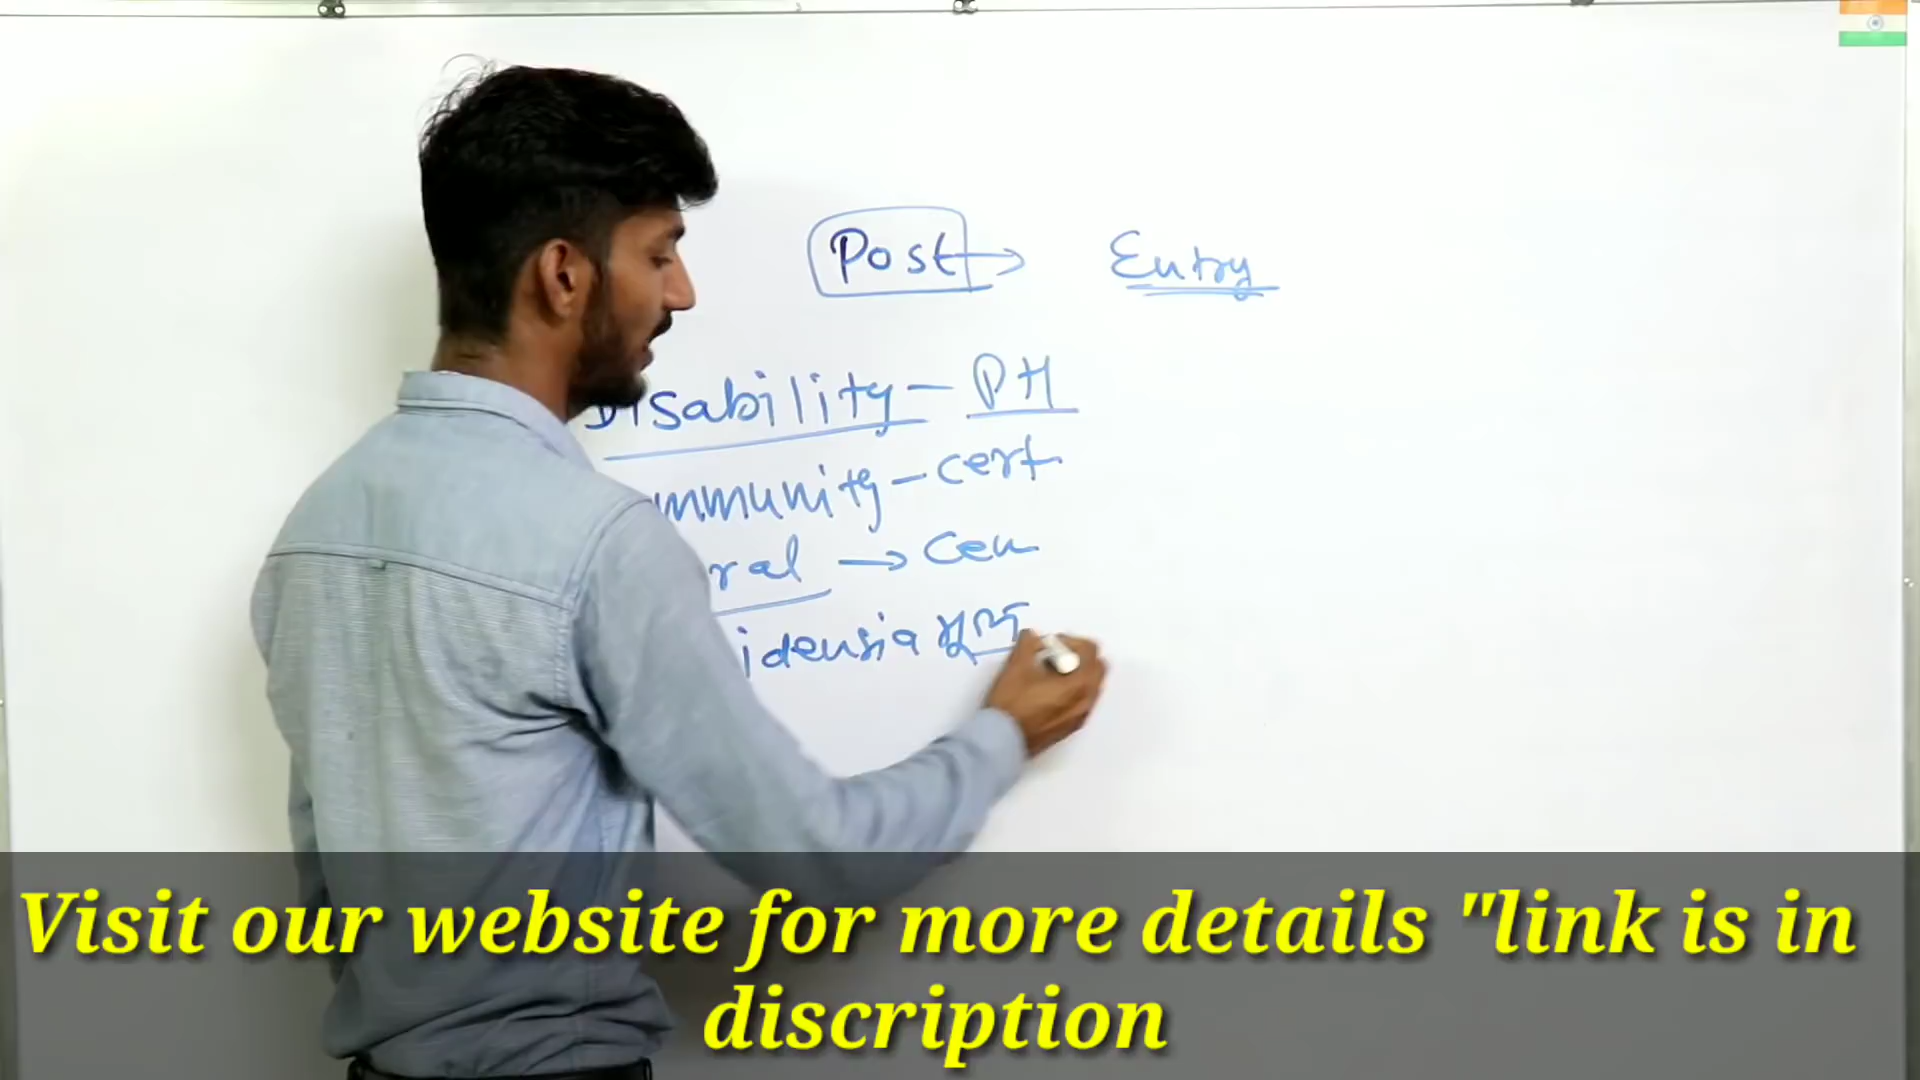 Post → Entry
Disability - PH
mmunity - cert
ral → Cen
idensia मूल
Visit our website for more details "link is in
discription